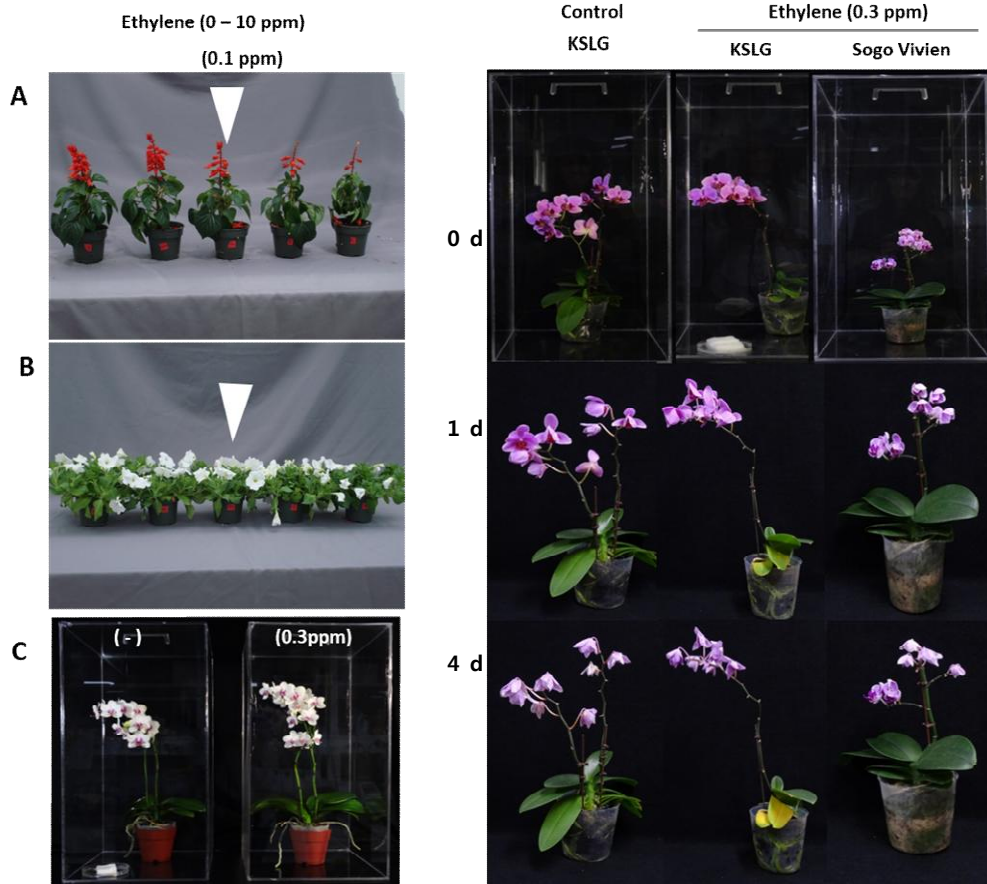 Ethylene (0 – 10 ppm)
(0.1 ppm)
A
B
C
( - )
(0.3ppm)
Control
KSLG
Ethylene (0.3 ppm)
KSLG
Sogo Vivien
0 d
1 d
4 d